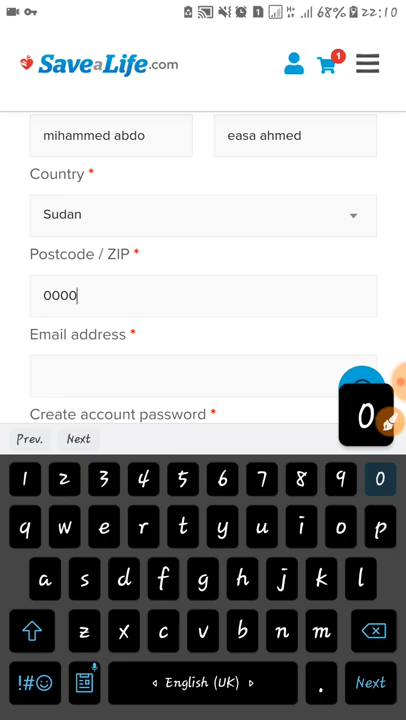 68% 22:10
SaveaLife.com
1
mihammed abdo easa ahmed
Country *
Sudan
Postcode / ZIP *
0000
Email address *
Create account password *
0
Prev. Next
1 2 3 4 5 6 7 8 9 0
q w e r t y u i o p
a s d f g h j k l
z x c v b n m
!#☺ English (UK) . Next